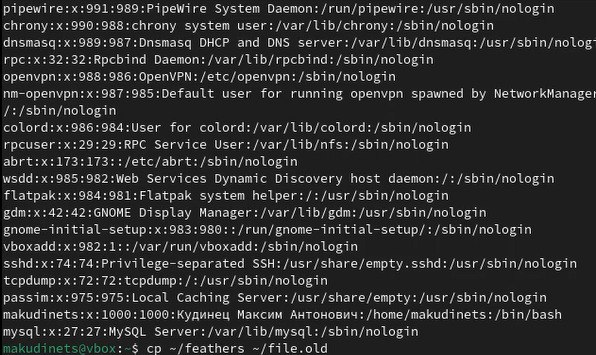 pipewire:x:991:989:PipeWire System Daemon:/run/pipewire:/usr/sbin/nologin
chrony:x:990:988:chrony system user:/var/lib/chrony:/sbin/nologin
dnsmasq:x:989:987:Dnsmasq DHCP and DNS server:/var/lib/dnsmasq:/usr/sbin/nologi
rpc:x:32:32:Rpcbind Daemon:/var/lib/rpcbind:/sbin/nologin
openvpn:x:988:986:OpenVPN:/etc/openvpn:/sbin/nologin
nm-openvpn:x:987:985:Default user for running openvpn spawned by NetworkManager
/:/sbin/nologin
colord:x:986:984:User for colord:/var/lib/colord:/sbin/nologin
rpcuser:x:29:29:RPC Service User:/var/lib/nfs:/sbin/nologin
abrt:x:173:173::/etc/abrt:/sbin/nologin
wsdd:x:985:982:Web Services Dynamic Discovery host daemon:/:/sbin/nologin
flatpak:x:984:981:Flatpak system helper:/:/usr/sbin/nologin
gdm:x:42:42:GNOME Display Manager:/var/lib/gdm:/usr/sbin/nologin
gnome-initial-setup:x:983:980::/run/gnome-initial-setup/:/sbin/nologin
vboxadd:x:982:1::/var/run/vboxadd:/sbin/nologin
sshd:x:74:74:Privilege-separated SSH:/usr/share/empty.sshd:/usr/sbin/nologin
tcpdump:x:72:72:tcpdump:/:/usr/sbin/nologin
passim:x:975:975:Local Caching Server:/usr/share/empty:/usr/sbin/nologin
makudinets:x:1000:1000:Кудинец Максим Антонович:/home/makudinets:/bin/bash
mysql:x:27:27:MySQL Server:/var/lib/mysql:/sbin/nologin
makudinets@vbox:~$ cp ~/feathers ~/file.old